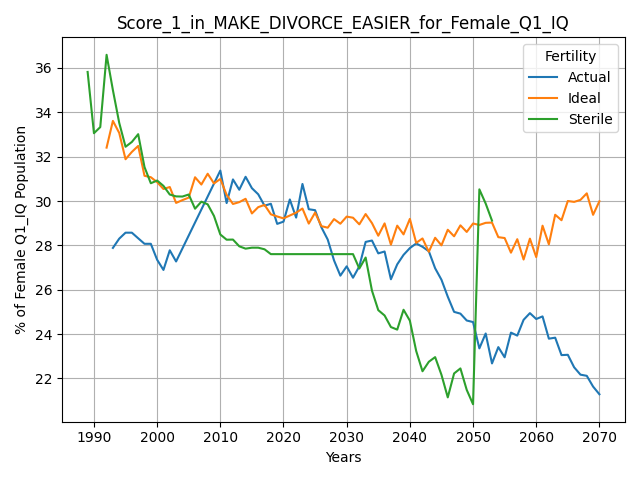 Score_1_in_MAKE_DIVORCE_EASIER_for_Female_Q1_IQ
Fertility
Actual
Ideal
Sterile
% of Female Q1_IQ Population
36
34
32
30
28
26
24
22
1990
2000
2010
2020
2030
2040
2050
2060
2070
Years